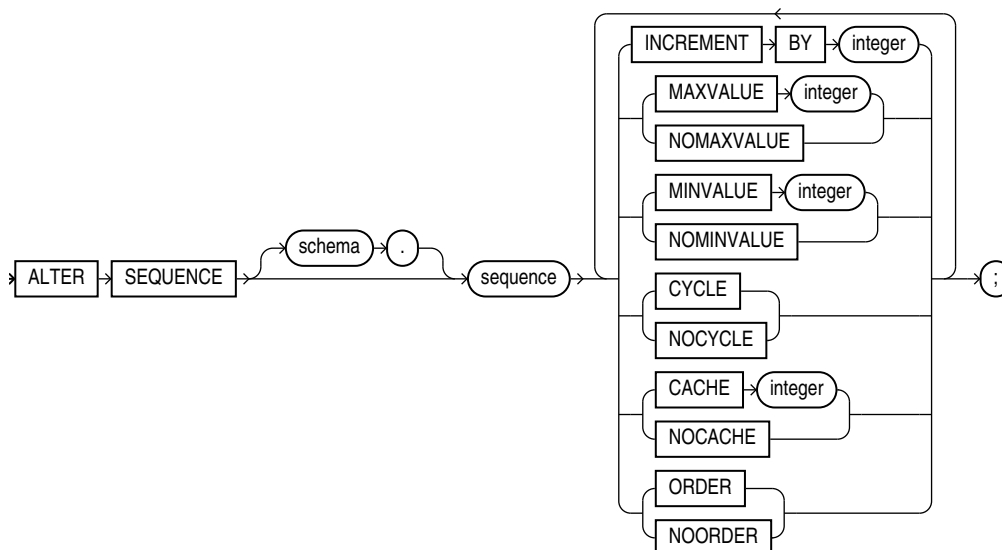 INCREMENT BY integer
MAXVALUE integer
NOMAXVALUE
MINVALUE integer
NOMINVALUE
schema .
ALTER SEQUENCE sequence ;
CYCLE
NOCYCLE
CACHE integer
NOCACHE
ORDER
NOORDER